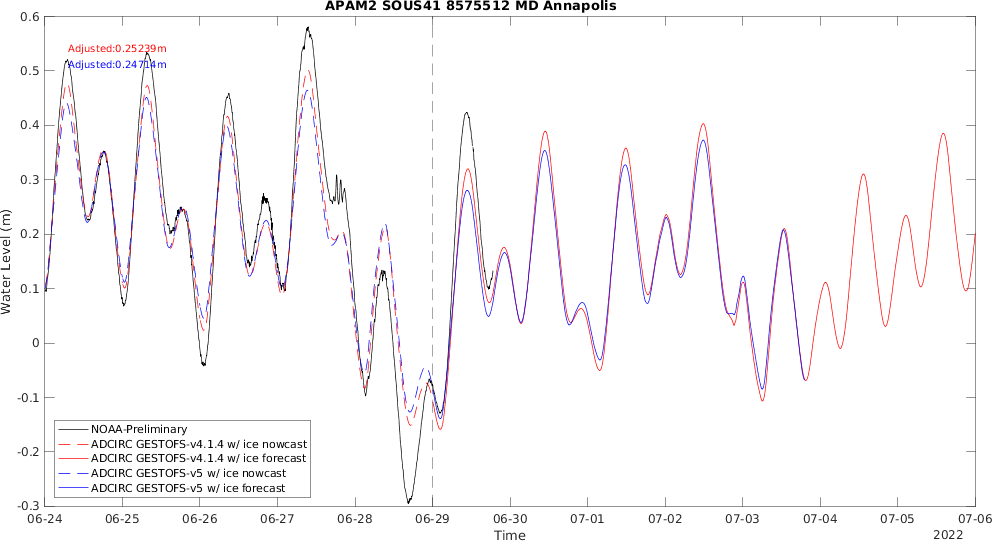 APAM2 SOUS41 8575512 MD Annapolis
Adjusted:0.25239m
Adjusted:0.24714m
0.6
0.5
0.4
0.3
0.2
0.1
0
-0.1
-0.2
-0.3
Water Level (m)
NOAA-Preliminary
ADCIRC GESTOFS-v4.1.4 w/ ice nowcast
ADCIRC GESTOFS-v4.1.4 w/ ice forecast
ADCIRC GESTOFS-v5 w/ ice nowcast
ADCIRC GESTOFS-v5 w/ ice forecast
06-24 06-25 06-26 06-27 06-28 06-29 06-30 07-01 07-02 07-03 07-04 07-05 07-06
Time
2022